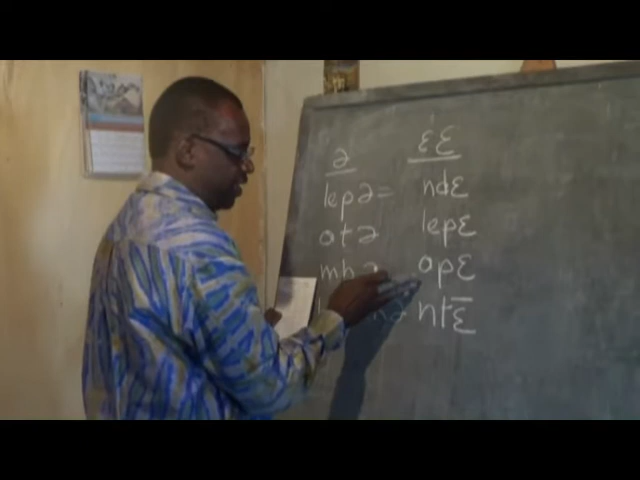 ə ɛƐ
lepə= ndɛ
otə lepɛ
opɛ
ntɛ̅